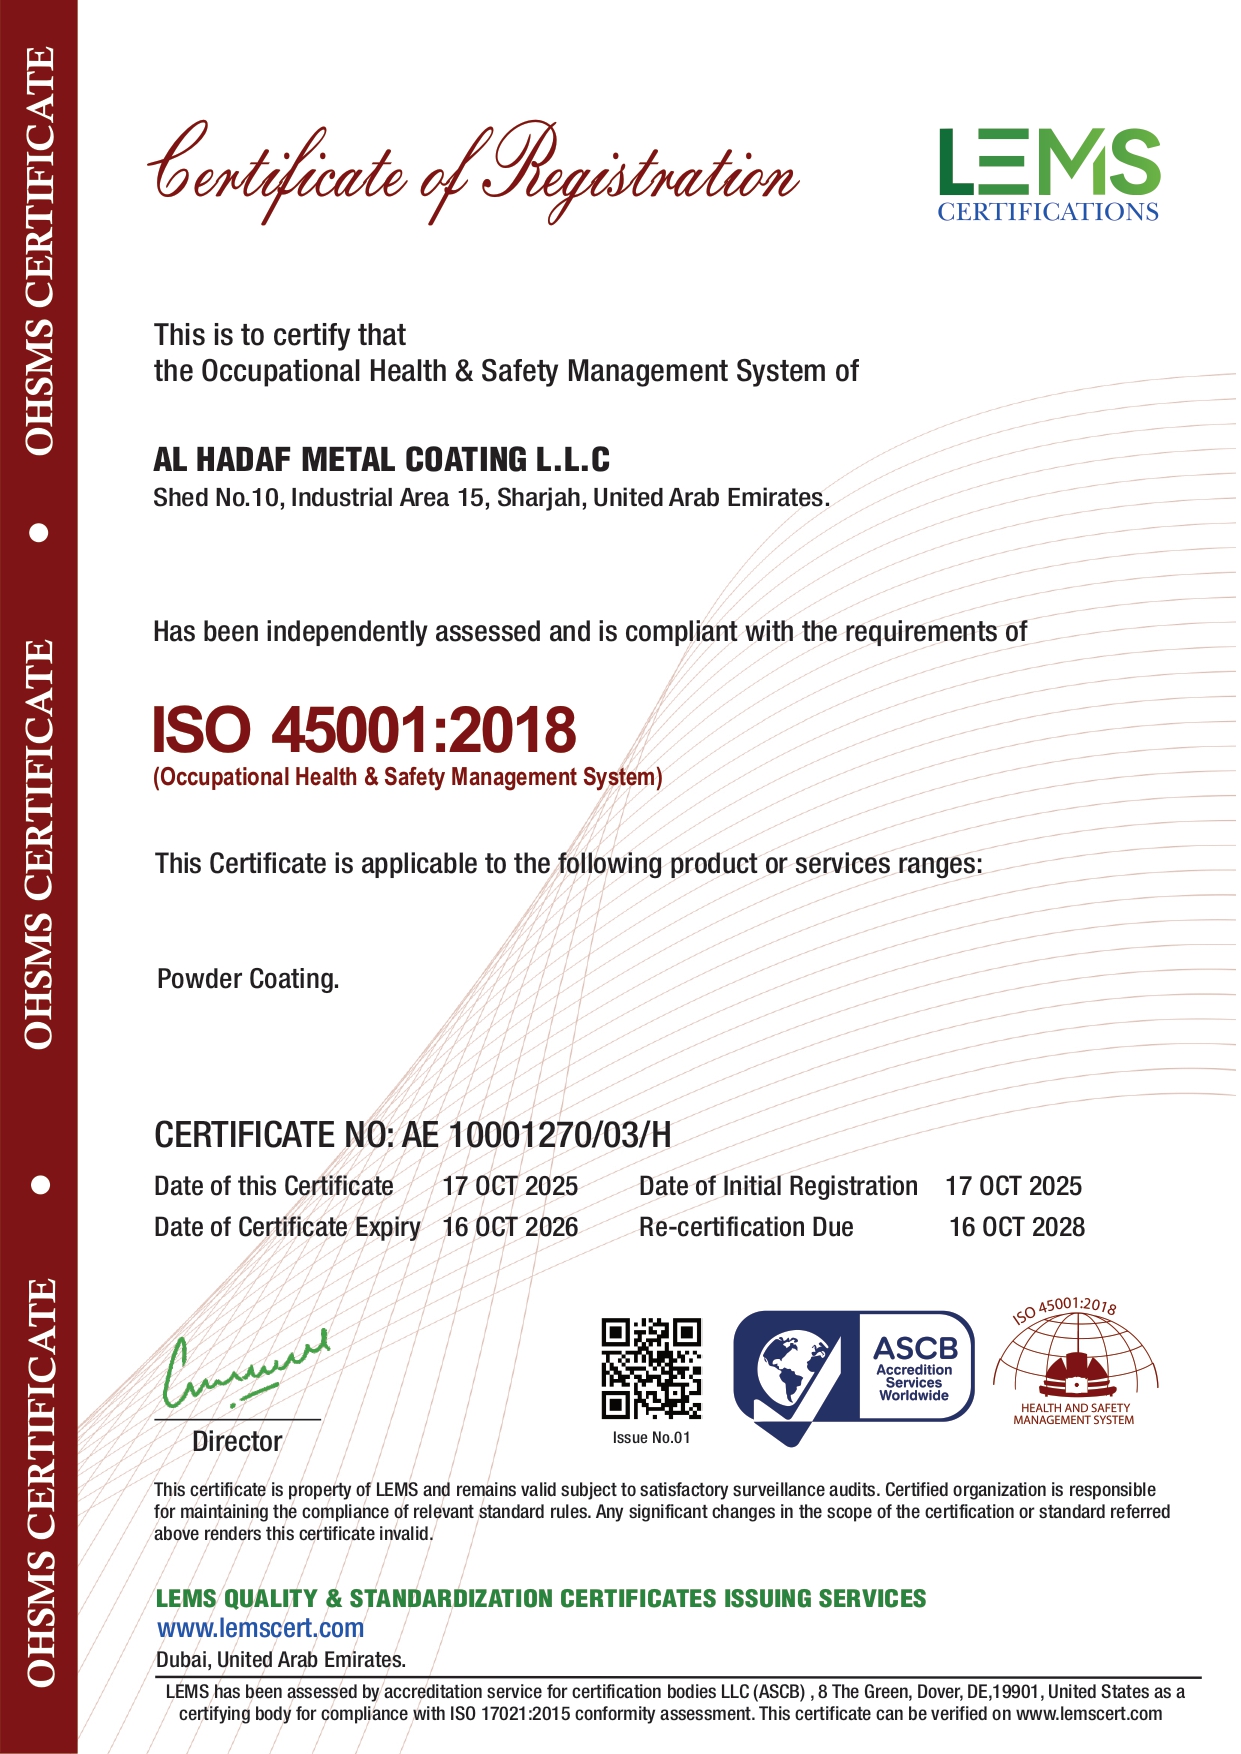 OHSMS CERTIFICATE • OHSMS CERTIFICATE • OHSMS CERTIFICATE
Certificate of Registration
LEMS
CERTIFICATIONS
This is to certify that
the Occupational Health & Safety Management System of
AL HADAF METAL COATING L.L.C
Shed No.10, Industrial Area 15, Sharjah, United Arab Emirates.
Has been independently assessed and is compliant with the requirements of
ISO 45001:2018
(Occupational Health & Safety Management System)
This Certificate is applicable to the following product or services ranges:
Powder Coating.
CERTIFICATE NO: AE 10001270/03/H
Date of this Certificate 17 OCT 2025 Date of Initial Registration 17 OCT 2025
Date of Certificate Expiry 16 OCT 2026 Re-certification Due 16 OCT 2028
Director
Issue No.01
ASCB
Accredition
Services
Worldwide
ISO 45001:2018
HEALTH AND SAFETY
MANAGEMENT SYSTEM
This certificate is property of LEMS and remains valid subject to satisfactory surveillance audits. Certified organization is responsible
for maintaining the compliance of relevant standard rules. Any significant changes in the scope of the certification or standard referred
above renders this certificate invalid.
LEMS QUALITY & STANDARDIZATION CERTIFICATES ISSUING SERVICES
www.lemscert.com
Dubai, United Arab Emirates.
LEMS has been assessed by accreditation service for certification bodies LLC (ASCB) , 8 The Green, Dover, DE,19901, United States as a
certifying body for compliance with ISO 17021:2015 conformity assessment. This certificate can be verified on www.lemscert.com